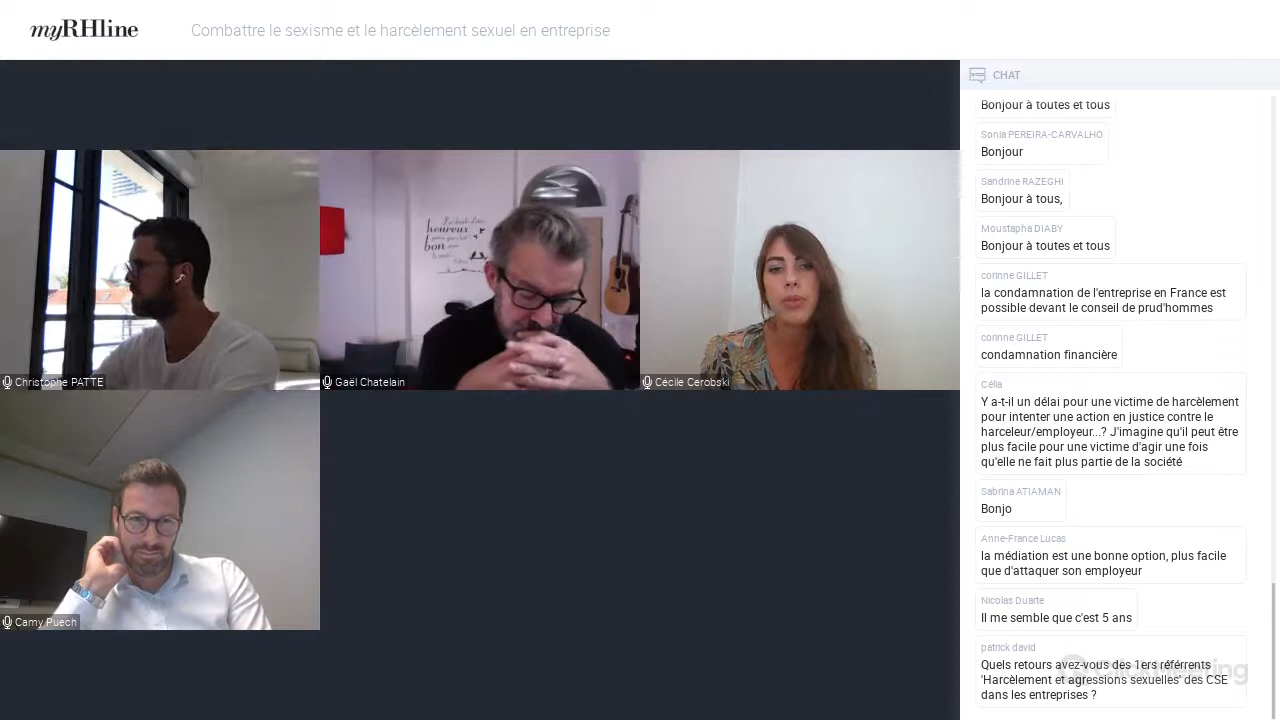 myRHline
Combattre le sexisme et le harcèlement sexuel en entreprise
CHAT
Bonjour à toutes et tous
Sonia PEREIRA-CARVALHO
Bonjour
Sandrine RAZEGHI
Bonjour à tous,
Moustapha DIABY
Bonjour à toutes et tous
corinne GILLET
la condamnation de l'entreprise en France est
possible devant le conseil de prud'hommes
corinne GILLET
condamnation financière
Célia
Y a-t-il un délai pour une victime de harcèlement
pour intenter une action en justice contre le
harceleur/employeur...? J'imagine qu'il peut être
plus facile pour une victime d'agir une fois
qu'elle ne fait plus partie de la société
Sabrina ATIAMAN
Bonjo
Anne-France Lucas
la médiation est une bonne option, plus facile
que d'attaquer son employeur
Nicolas Duarte
Il me semble que c'est 5 ans
patrick david
Quels retours avez-vous des 1ers référrents
'Harcèlement et agressions sexuelles' des CSE
dans les entreprises ?
ClickMeeting
heureux
bon
Christophe PATTE
Gaël Chatelain
Cécile Cerobski
Camy Puech